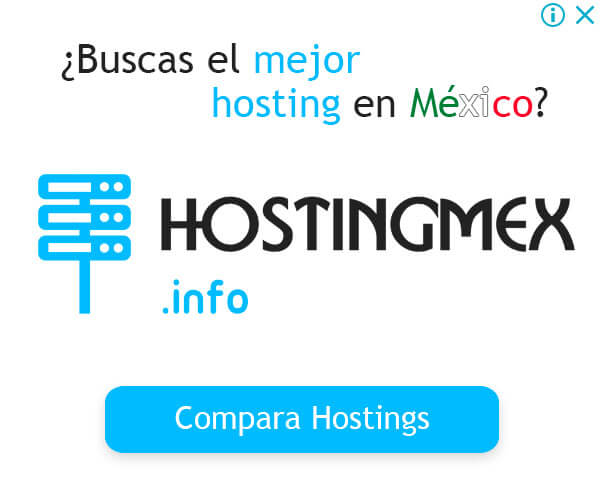 ¿Buscas el mejor
hosting en México?
HOSTINGMEX
.info
Compara Hostings